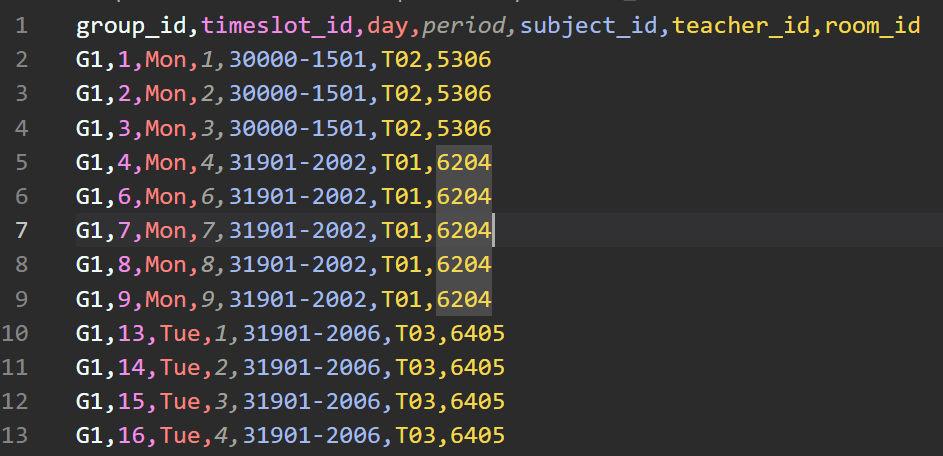 1 group_id,timeslot_id,day,period,subject_id,teacher_id,room_id
2 G1,1,Mon,1,30000-1501,T02,5306
3 G1,2,Mon,2,30000-1501,T02,5306
4 G1,3,Mon,3,30000-1501,T02,5306
5 G1,4,Mon,4,31901-2002,T01,6204
6 G1,6,Mon,6,31901-2002,T01,6204
7 G1,7,Mon,7,31901-2002,T01,6204
8 G1,8,Mon,8,31901-2002,T01,6204
9 G1,9,Mon,9,31901-2002,T01,6204
10 G1,13,Tue,1,31901-2006,T03,6405
11 G1,14,Tue,2,31901-2006,T03,6405
12 G1,15,Tue,3,31901-2006,T03,6405
13 G1,16,Tue,4,31901-2006,T03,6405